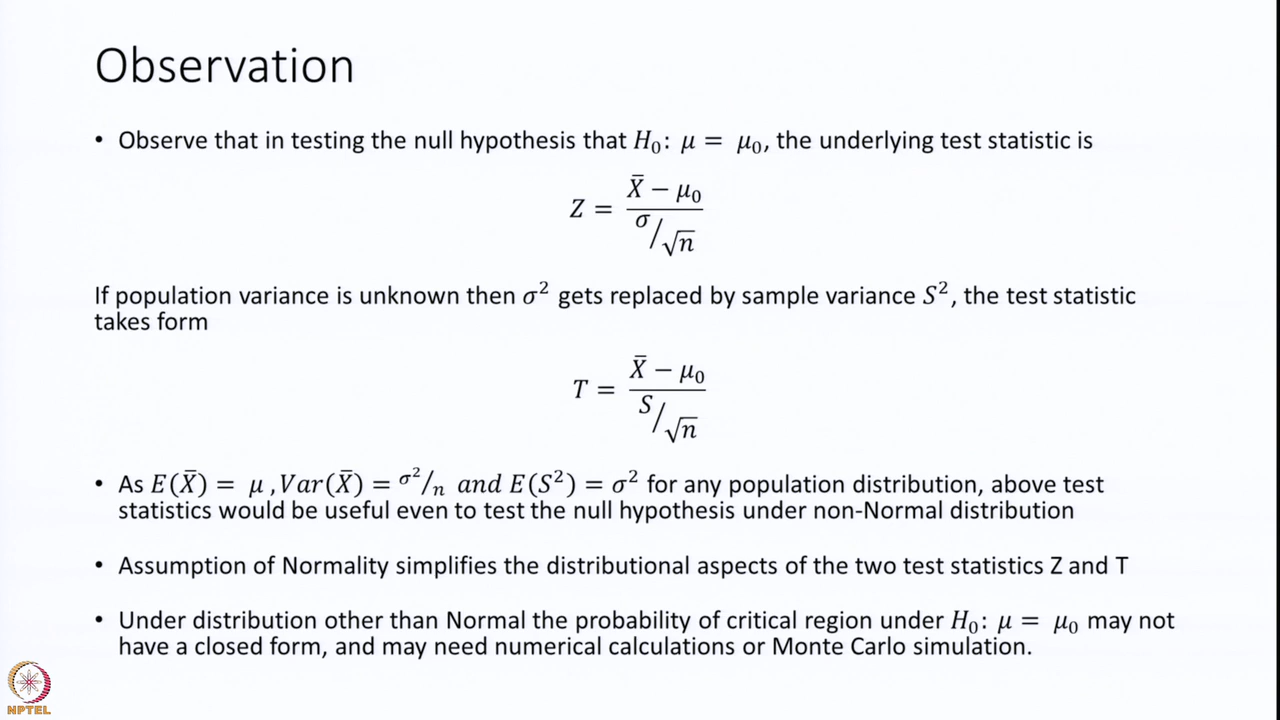 Observation
• Observe that in testing the null hypothesis that H₀: μ = μ₀, the underlying test statistic is
Z = (X̄ − μ₀) / (σ/√n)
If population variance is unknown then σ² gets replaced by sample variance S², the test statistic
takes form
T = (X̄ − μ₀) / (S/√n)
• As E(X̄) = μ, Var(X̄) = σ²/n and E(S²) = σ² for any population distribution, above test
statistics would be useful even to test the null hypothesis under non-Normal distribution
• Assumption of Normality simplifies the distributional aspects of the two test statistics Z and T
• Under distribution other than Normal the probability of critical region under H₀: μ = μ₀ may not
have a closed form, and may need numerical calculations or Monte Carlo simulation.
NPTEL